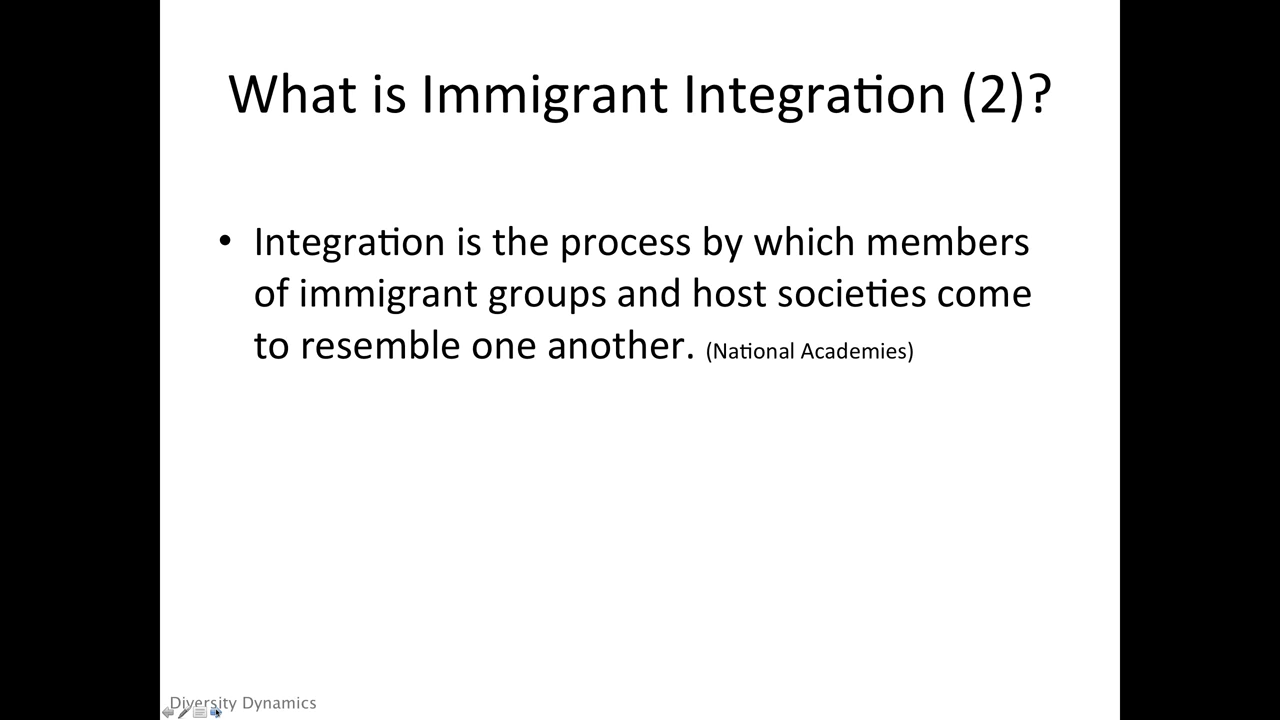 What is Immigrant Integration (2)?
• Integration is the process by which members
of immigrant groups and host societies come
to resemble one another. (National Academies)
Diversity Dynamics